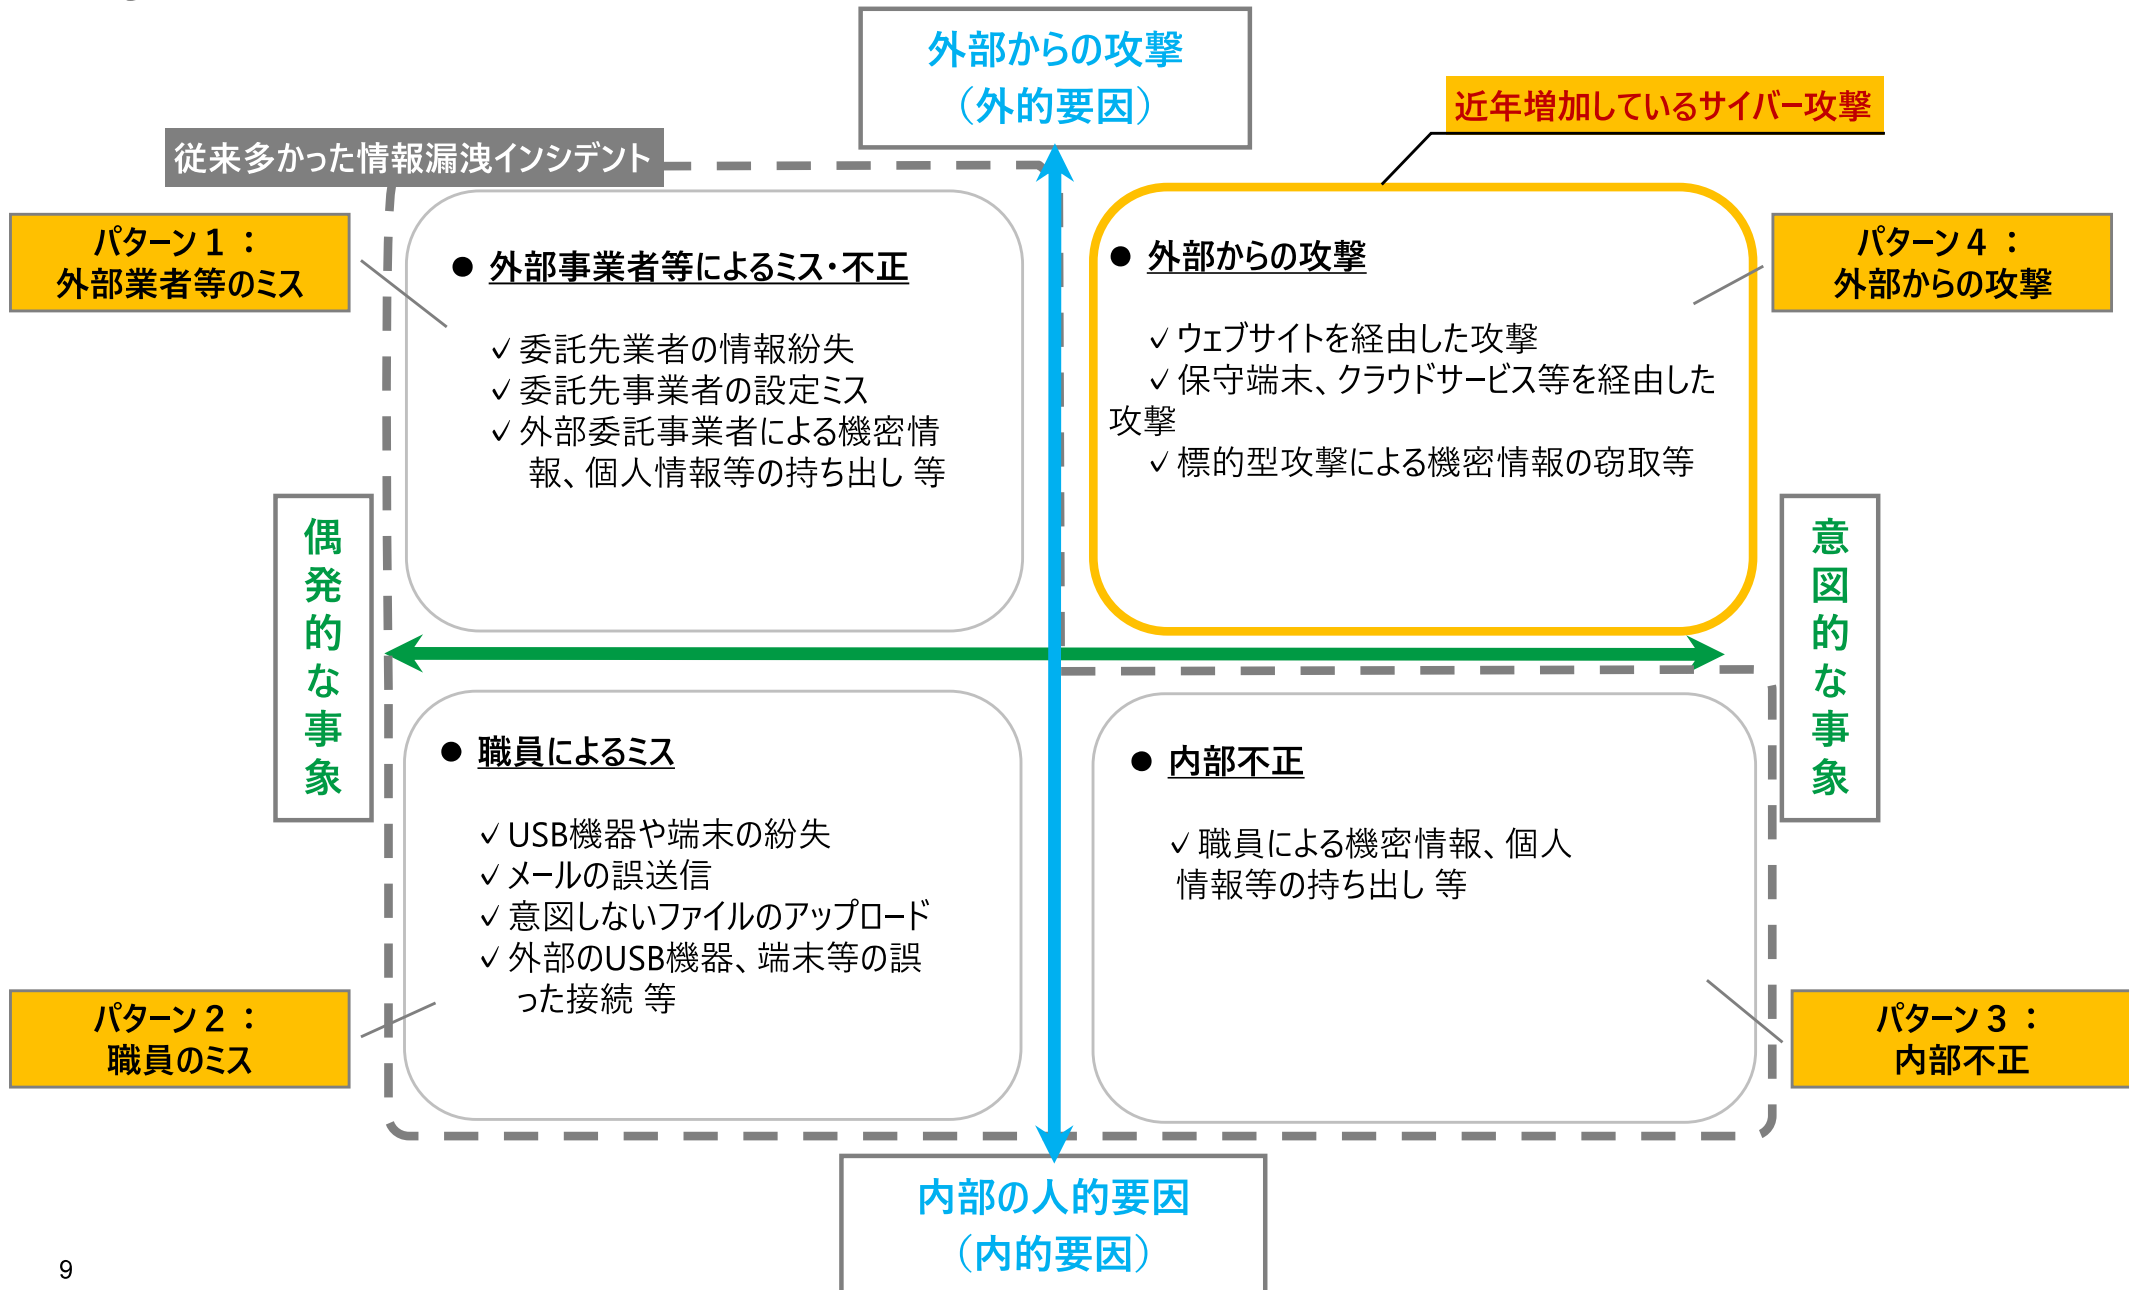 外部からの攻撃
（外的要因）
近年増加しているサイバー攻撃
従来多かった情報漏洩インシデント
パターン１：
外部業者等のミス
● 外部事業者等によるミス・不正
✓委託先業者の情報紛失
✓委託先事業者の設定ミス
✓外部委託事業者による機密情
報、個人情報等の持ち出し 等
● 外部からの攻撃
✓ウェブサイトを経由した攻撃
✓保守端末、クラウドサービス等を経由した
攻撃
✓標的型攻撃による機密情報の窃取等
パターン４：
外部からの攻撃
偶発的な事象
意図的な事象
● 職員によるミス
✓USB機器や端末の紛失
✓メールの誤送信
✓意図しないファイルのアップロード
✓外部のUSB機器、端末等の誤
った接続 等
● 内部不正
✓職員による機密情報、個人
情報等の持ち出し 等
パターン２：
職員のミス
パターン３：
内部不正
内部の人的要因
（内的要因）
9